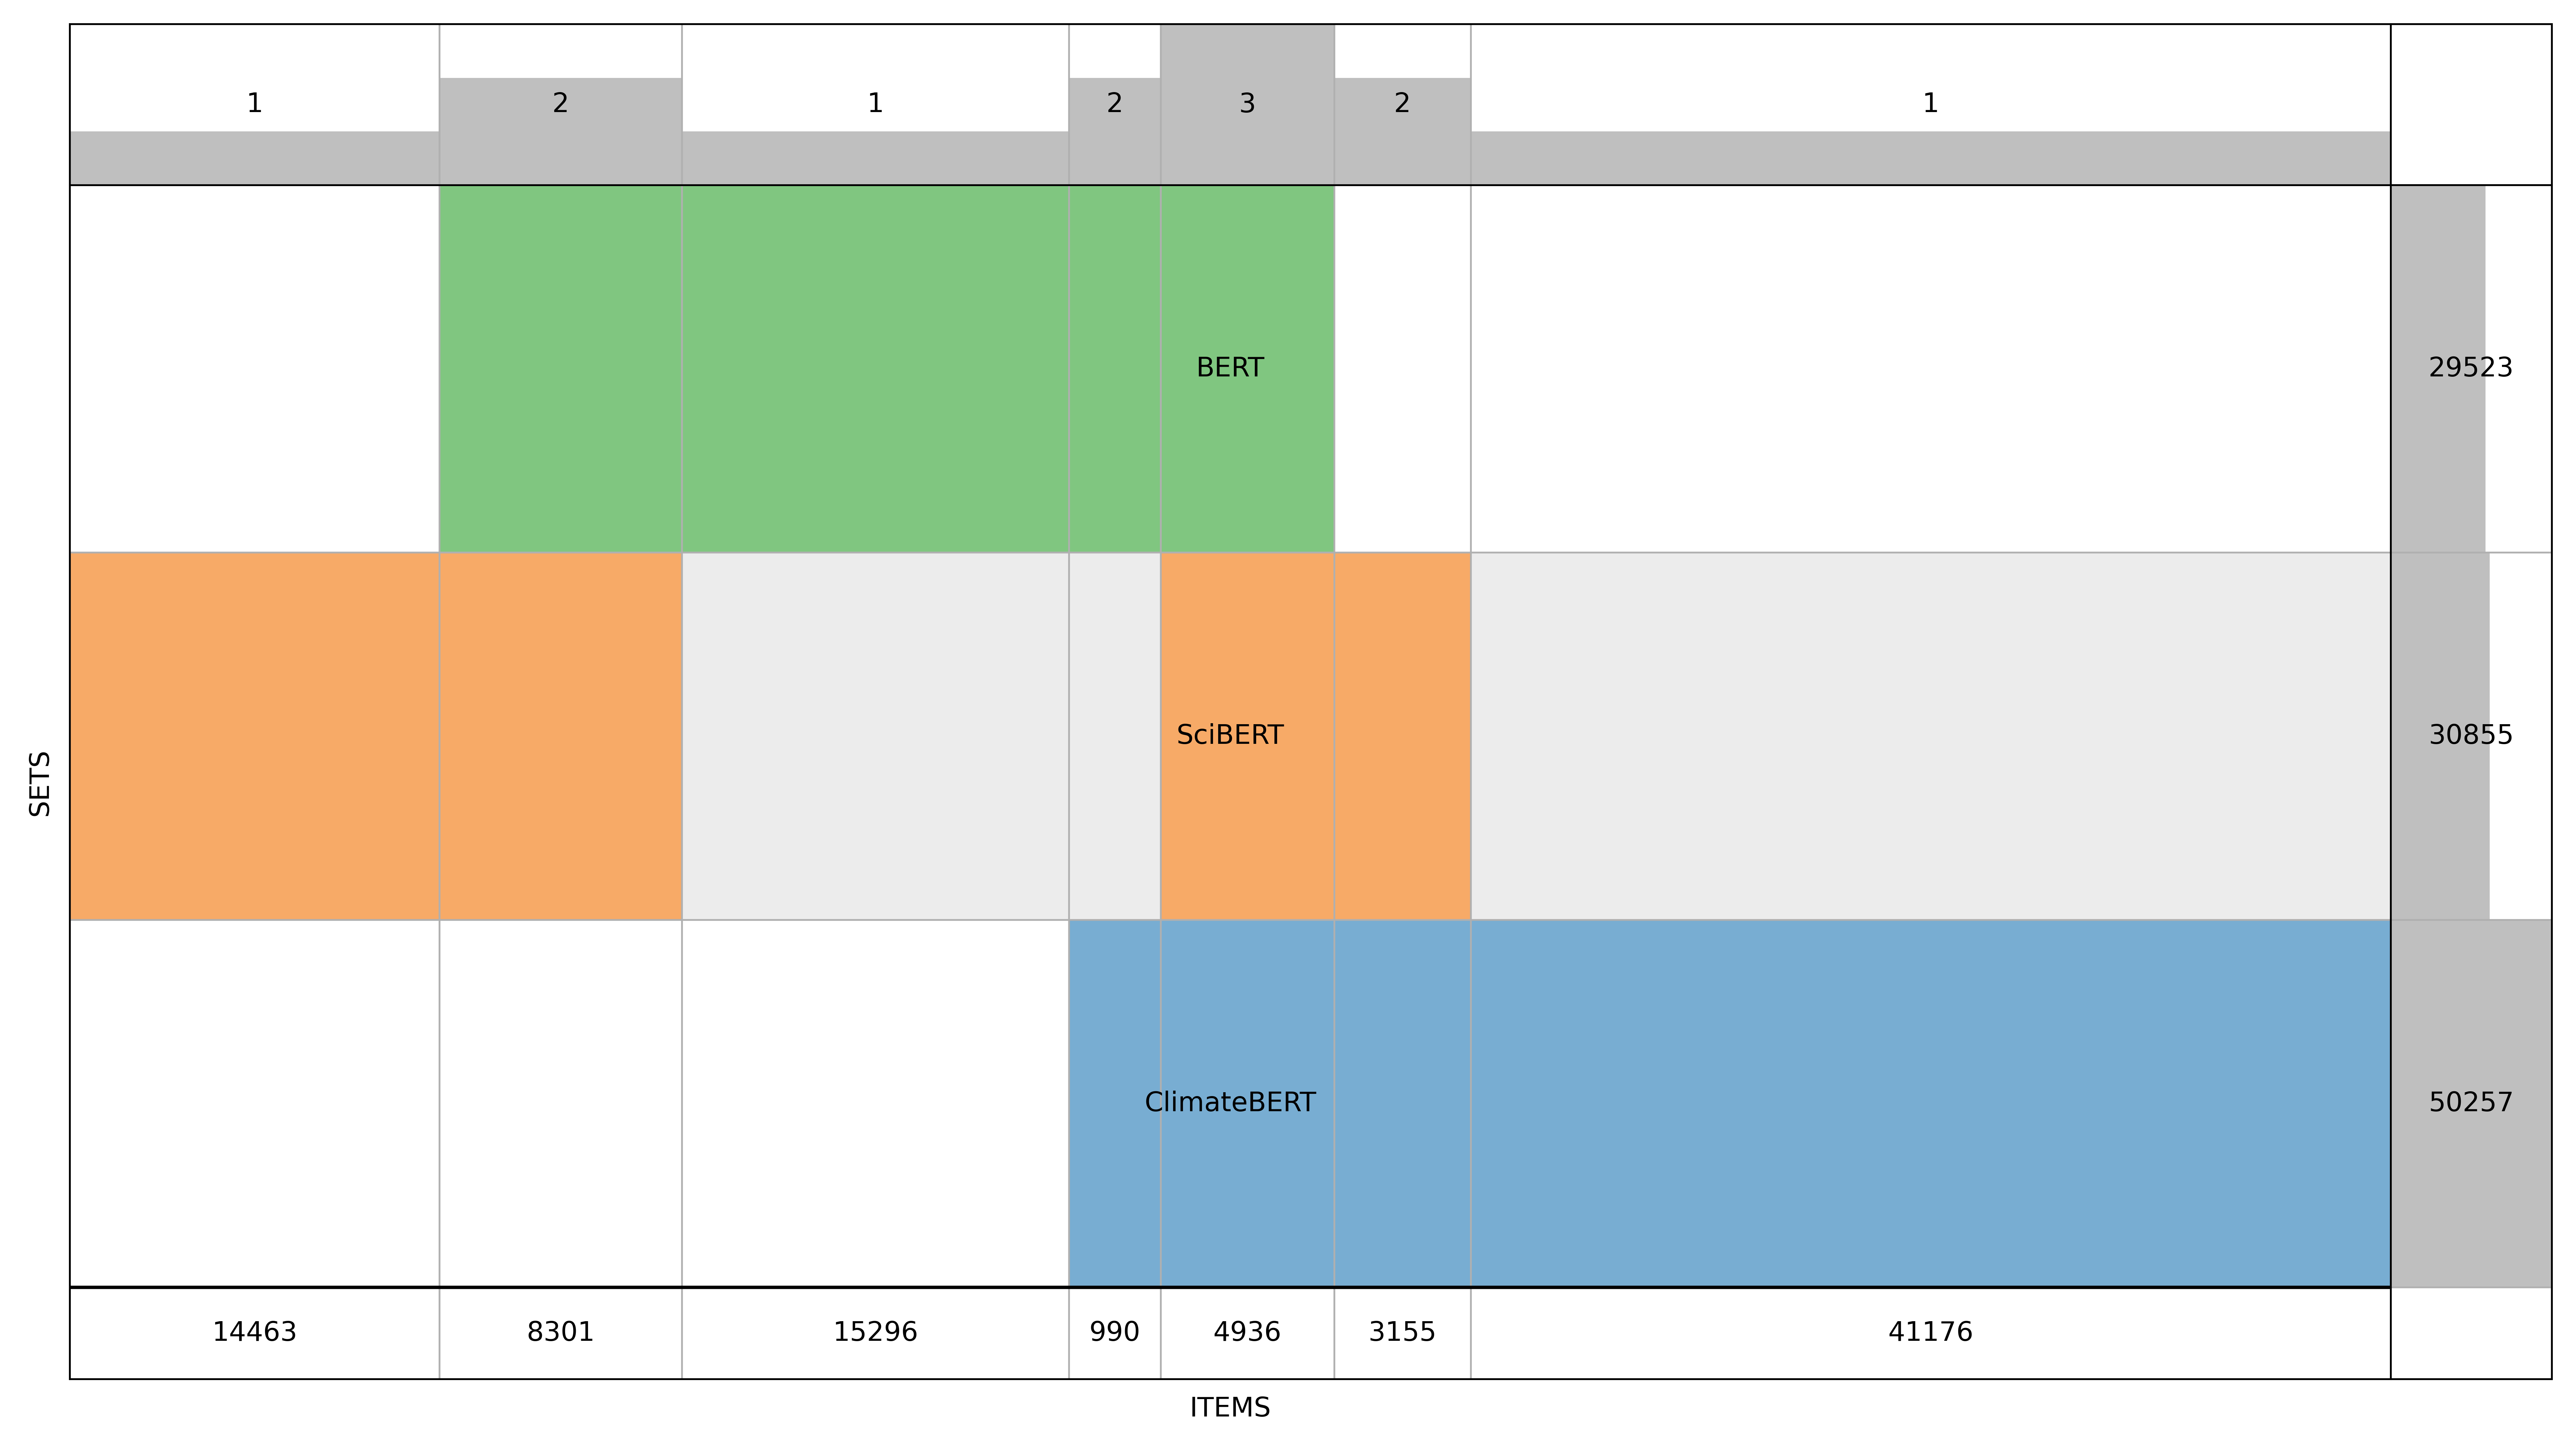 1 2 1 2 3 2 1
BERT 29523
SciBERT 30855
SETS
ClimateBERT 50257
14463 8301 15296 990 4936 3155 41176
ITEMS